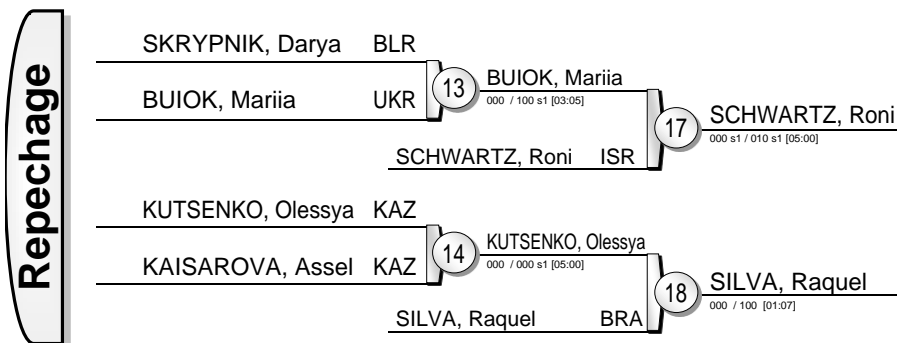 Repechage
SKRYPNIK, Darya BLR
BUIOK, Mariia UKR
13
BUIOK, Mariia
000 / 100 s1 [03:05]
SCHWARTZ, Roni ISR
17
SCHWARTZ, Roni
000 s1 / 010 s1 [05:00]
KUTSENKO, Olessya KAZ
KAISAROVA, Assel KAZ
14
KUTSENKO, Olessya
000 / 000 s1 [05:00]
SILVA, Raquel BRA
18
SILVA, Raquel
000 / 100 [01:07]